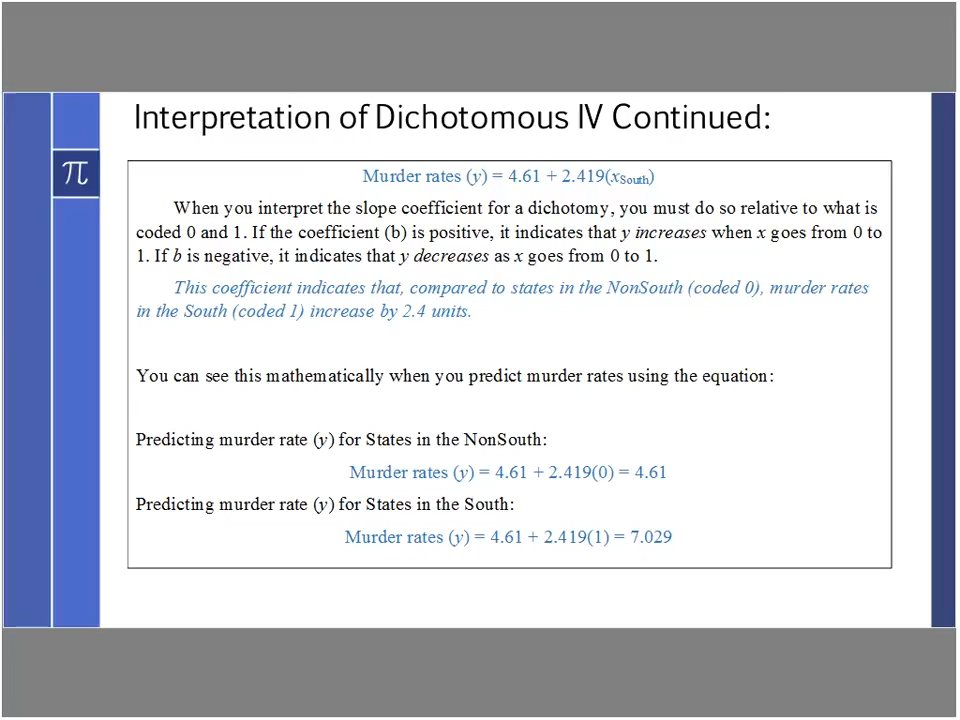 Interpretation of Dichotomous IV Continued:
π
Murder rates (y) = 4.61 + 2.419(xSouth)
When you interpret the slope coefficient for a dichotomy, you must do so relative to what is
coded 0 and 1. If the coefficient (b) is positive, it indicates that y increases when x goes from 0 to
1. If b is negative, it indicates that y decreases as x goes from 0 to 1.
This coefficient indicates that, compared to states in the NonSouth (coded 0), murder rates
in the South (coded 1) increase by 2.4 units.
You can see this mathematically when you predict murder rates using the equation:
Predicting murder rate (y) for States in the NonSouth:
Murder rates (y) = 4.61 + 2.419(0) = 4.61
Predicting murder rate (y) for States in the South:
Murder rates (y) = 4.61 + 2.419(1) = 7.029